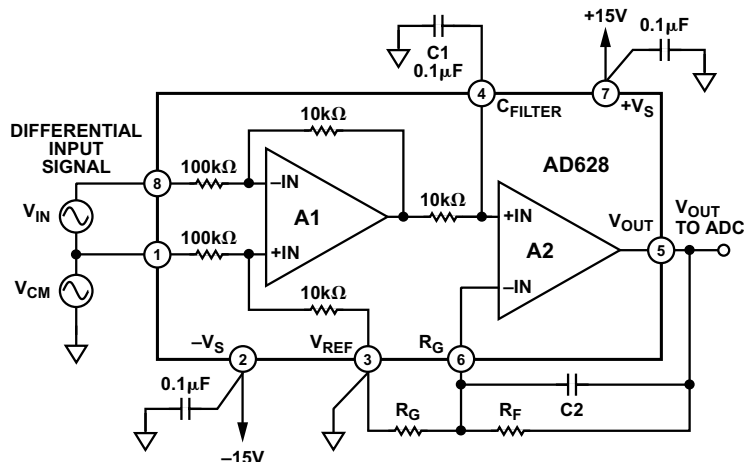 +15V
0.1µF
C1
0.1µF
4
CFILTER
7
+VS
DIFFERENTIAL
INPUT
SIGNAL
10kΩ
AD628
8
100kΩ
–IN
VIN
A1
10kΩ
+IN
VOUT
VOUT
TO ADC
1
100kΩ
+IN
A2
5
VCM
10kΩ
–IN
–VS
VREF
RG
2
3
6
0.1µF
C2
RG
RF
–15V